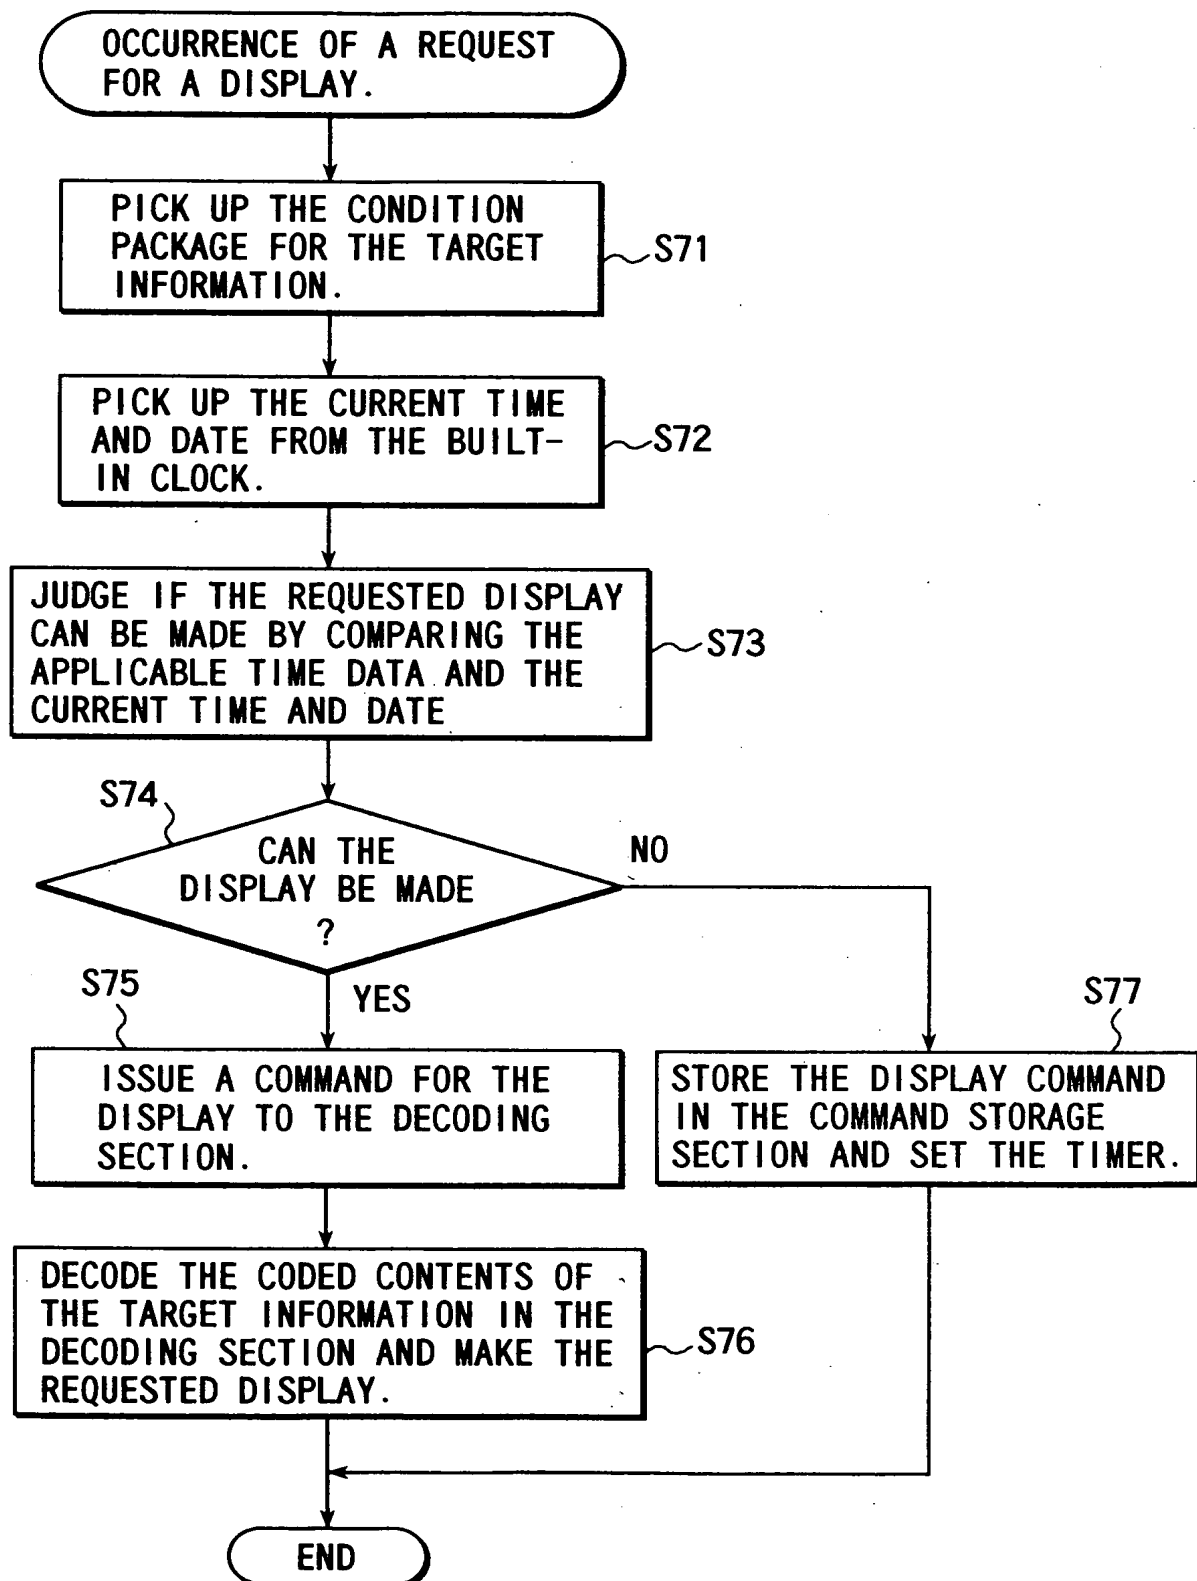 OCCURRENCE OF A REQUEST
FOR A DISPLAY.
PICK UP THE CONDITION
PACKAGE FOR THE TARGET
INFORMATION.
S71
PICK UP THE CURRENT TIME
AND DATE FROM THE BUILT-
IN CLOCK.
S72
JUDGE IF THE REQUESTED DISPLAY
CAN BE MADE BY COMPARING THE
APPLICABLE TIME DATA AND THE
CURRENT TIME AND DATE
S73
S74
CAN THE
DISPLAY BE MADE
?
NO
YES
S75
ISSUE A COMMAND FOR THE
DISPLAY TO THE DECODING
SECTION.
S77
STORE THE DISPLAY COMMAND
IN THE COMMAND STORAGE
SECTION AND SET THE TIMER.
DECODE THE CODED CONTENTS OF
THE TARGET INFORMATION IN THE
DECODING SECTION AND MAKE THE
REQUESTED DISPLAY.
S76
END